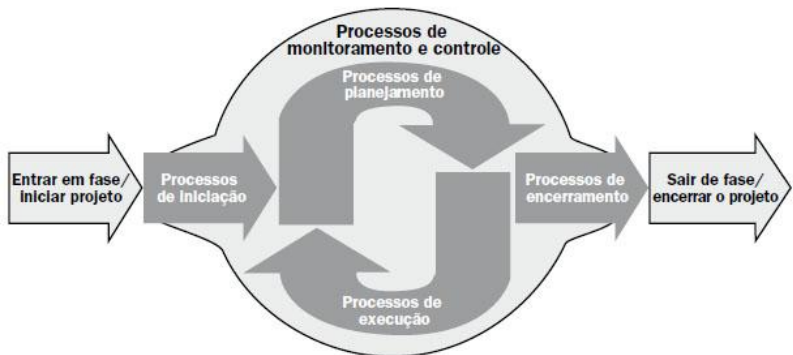 Processos de
monitoramento e controle
Processos de
planejamento
Entrar em fase/
iniciar projeto
Processos
de iniciação
Processos de
encerramento
Sair de fase/
encerrar o projeto
Processos de
execução